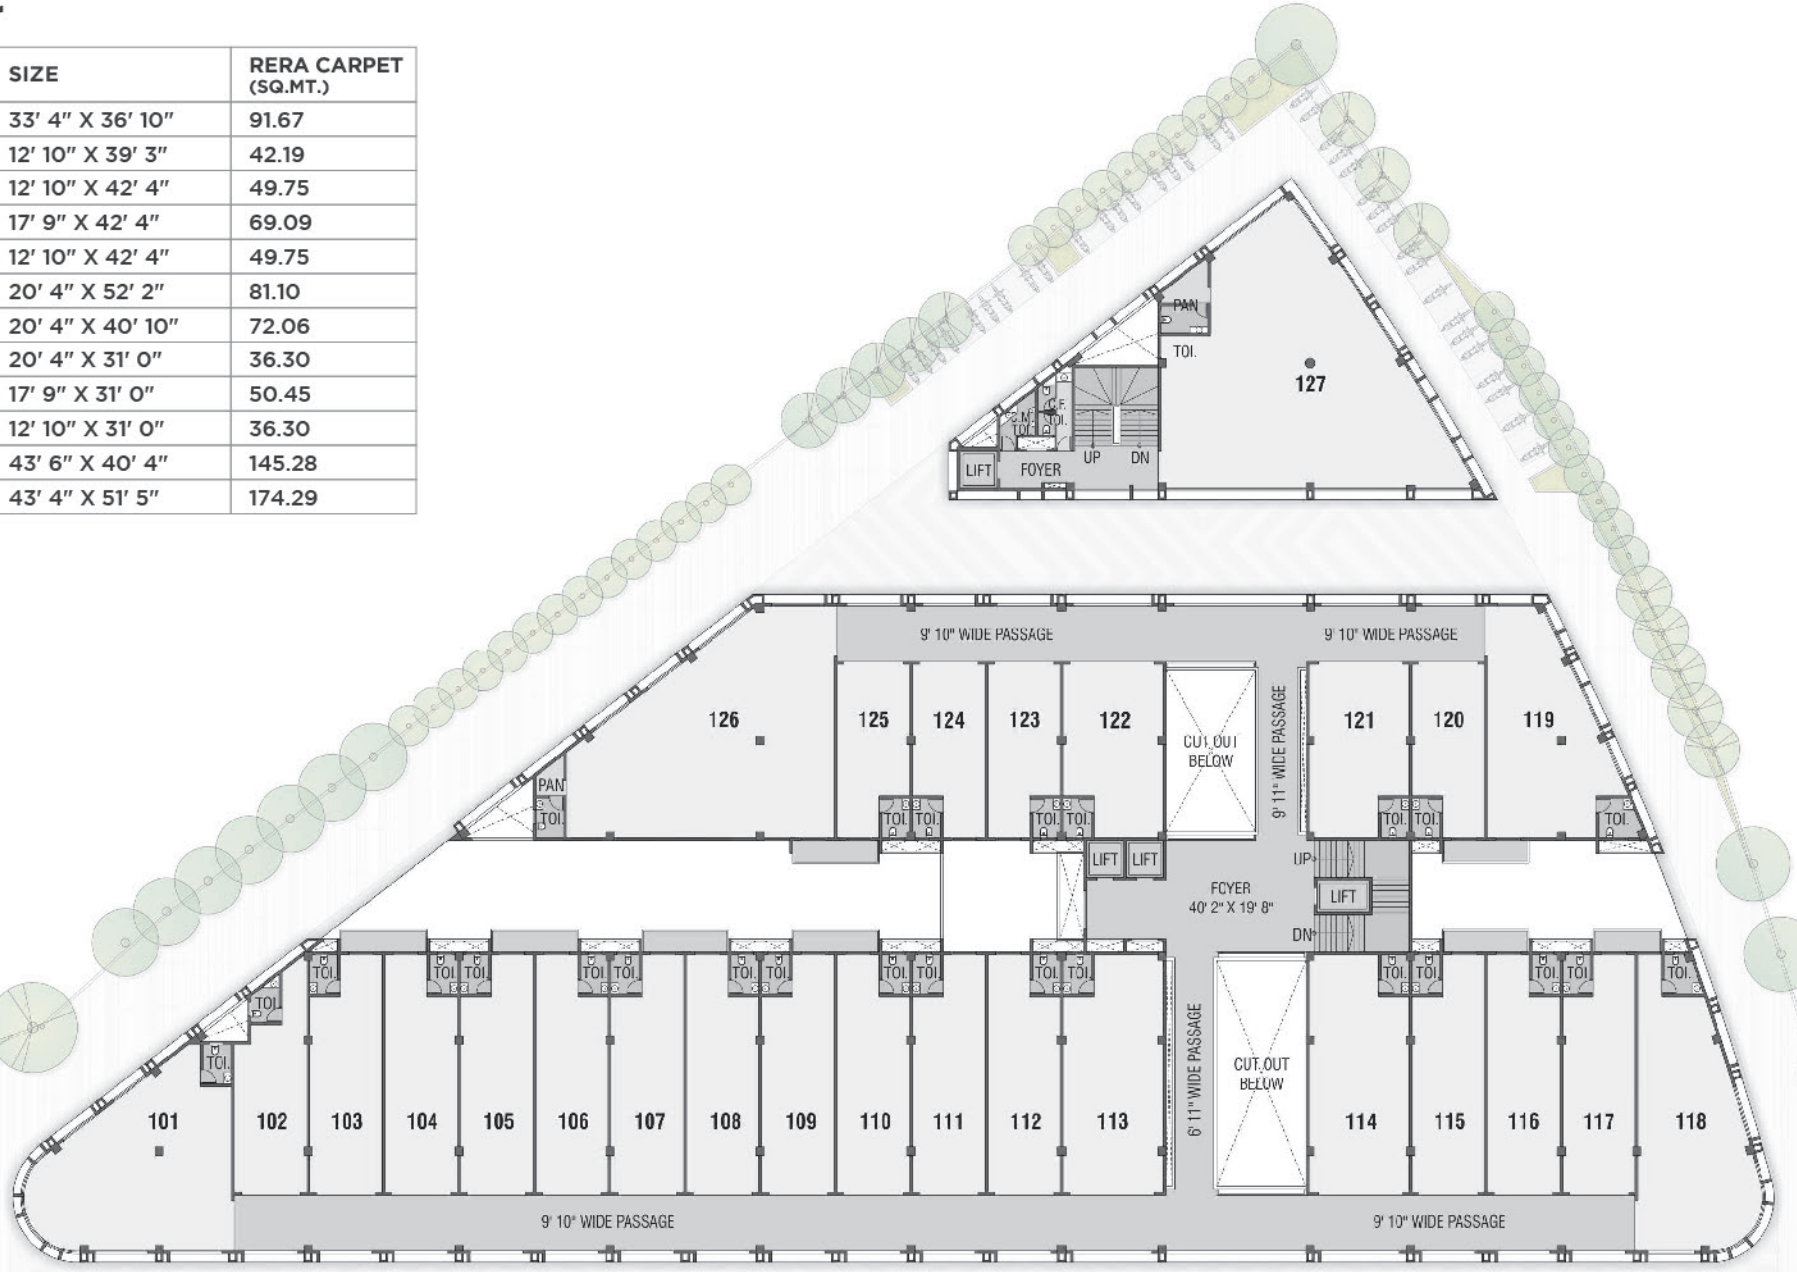 SIZE RERA CARPET
(SQ.MT.)
33' 4" X 36' 10" 91.67
12' 10" X 39' 3" 42.19
12' 10" X 42' 4" 49.75
17' 9" X 42' 4" 69.09
12' 10" X 42' 4" 49.75
20' 4" X 52' 2" 81.10
20' 4" X 40' 10" 72.06
20' 4" X 31' 0" 36.30
17' 9" X 31' 0" 50.45
12' 10" X 31' 0" 36.30
43' 6" X 40' 4" 145.28
43' 4" X 51' 5" 174.29
PAN
TOI.
127
C.F.
TOI.
TOI.
UP DN
LIFT FOYER
9' 10" WIDE PASSAGE 9' 10" WIDE PASSAGE
126 125 124 123 122 121 120 119
CUT OUT
BELOW
9' 11" WIDE PASSAGE
PAN
TOI. TOI. TOI. TOI. TOI. TOI. TOI. TOI.
LIFT LIFT UP
FOYER
40' 2" X 19' 8"
LIFT
DN
TOI. TOI. TOI. TOI. TOI. TOI. TOI. TOI. TOI. TOI. TOI. TOI. TOI. TOI. TOI. TOI.
TOI.
TOI.
6' 11" WIDE PASSAGE
CUT OUT
BELOW
101 102 103 104 105 106 107 108 109 110 111 112 113 114 115 116 117 118
9' 10" WIDE PASSAGE 9' 10" WIDE PASSAGE